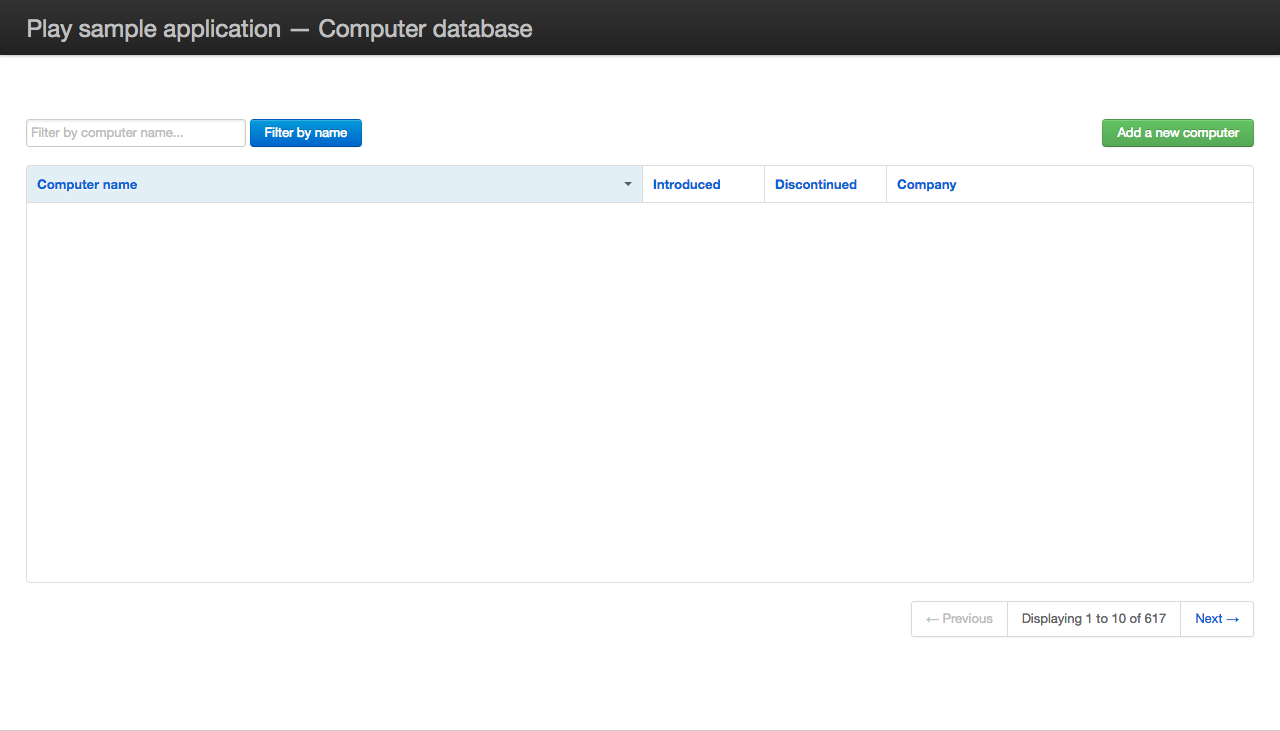 Play sample application — Computer database
Filter by computer name... Filter by name Add a new computer
Computer name Introduced Discontinued Company
← Previous Displaying 1 to 10 of 617 Next →